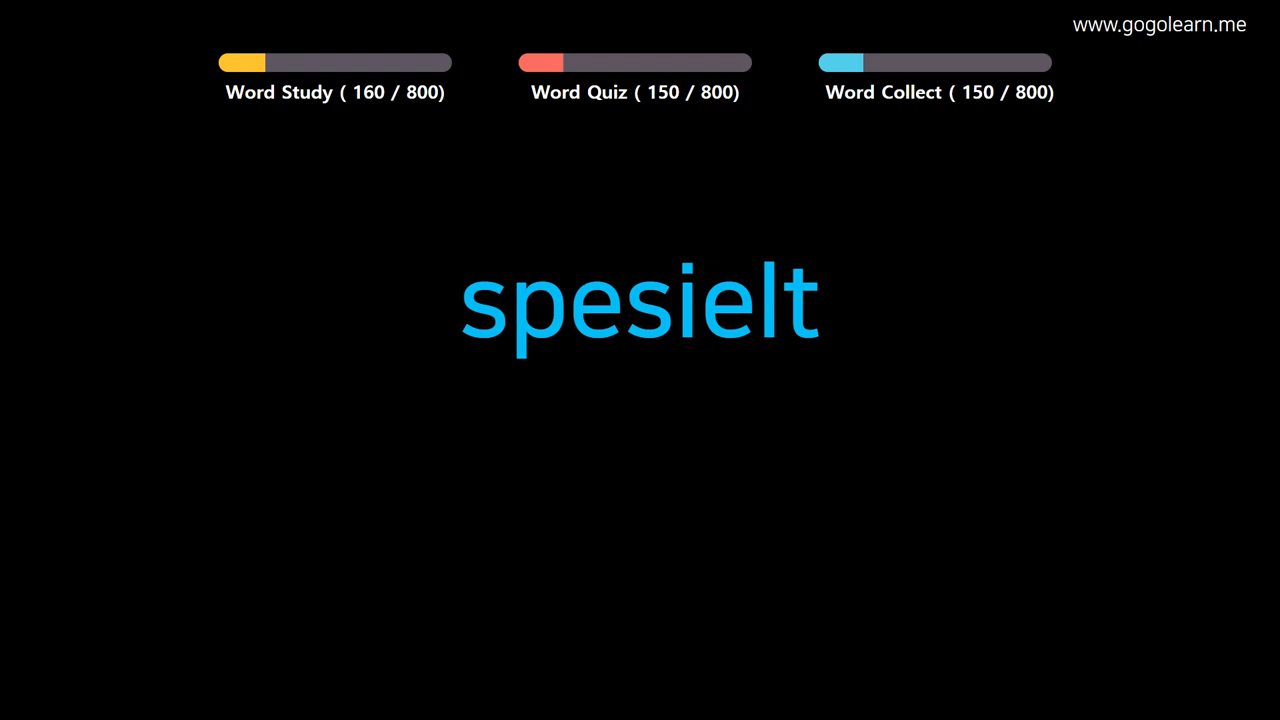 www.gogolearn.me
Word Study ( 160 / 800)
Word Quiz ( 150 / 800)
Word Collect ( 150 / 800)
spesielt